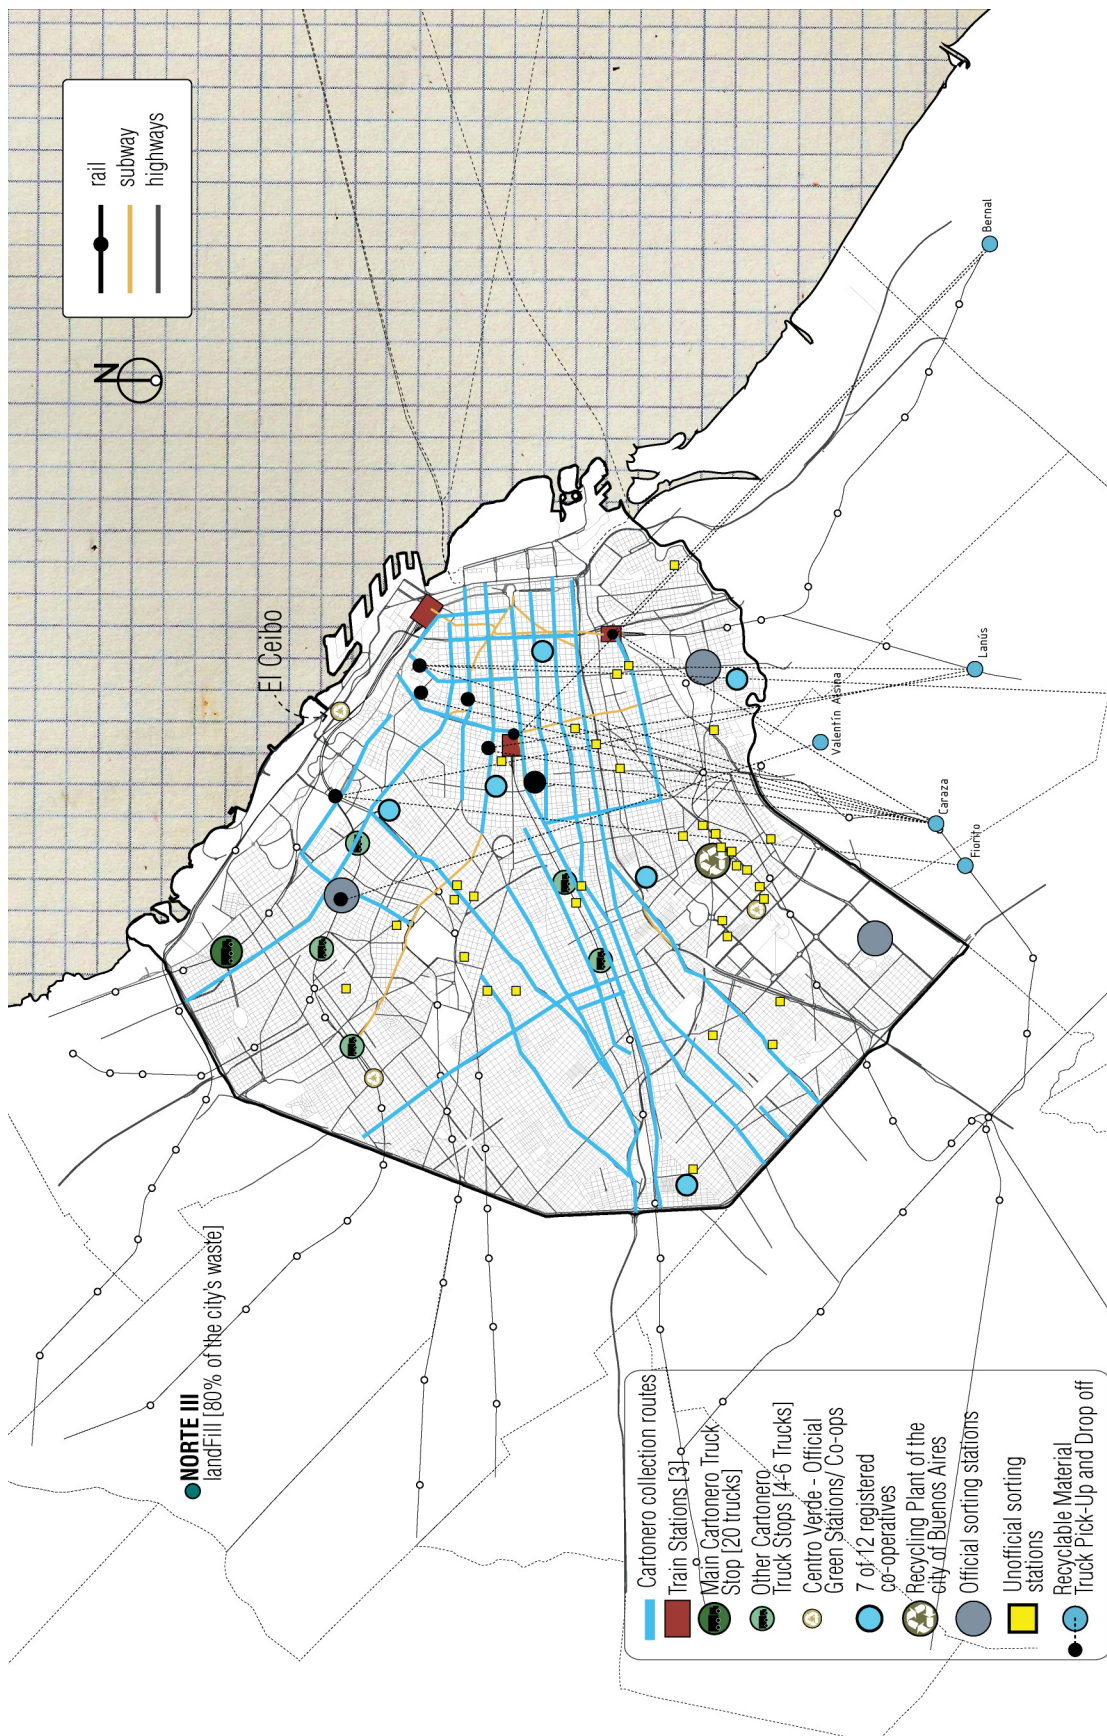 rail
subway
highways
N
El Ceibo
NORTE III
landFill [80% of the city's waste]
Bernal
Lanús
Valentín Alsina
Caraza
Fiorito
Cartonero collection routes
Train Stations [3]
Main Cartonero Truck
Stop [20 trucks]
Other Cartonero
Truck Stops [4-6 Trucks]
Centro Verde - Official
Green Stations/ Co-ops
7 of 12 registered
co-operatives
Recycling Plant of the
city of Buenos Aires
Official sorting stations
Unofficial sorting
stations
Recyclable Material
Truck Pick-Up and Drop off